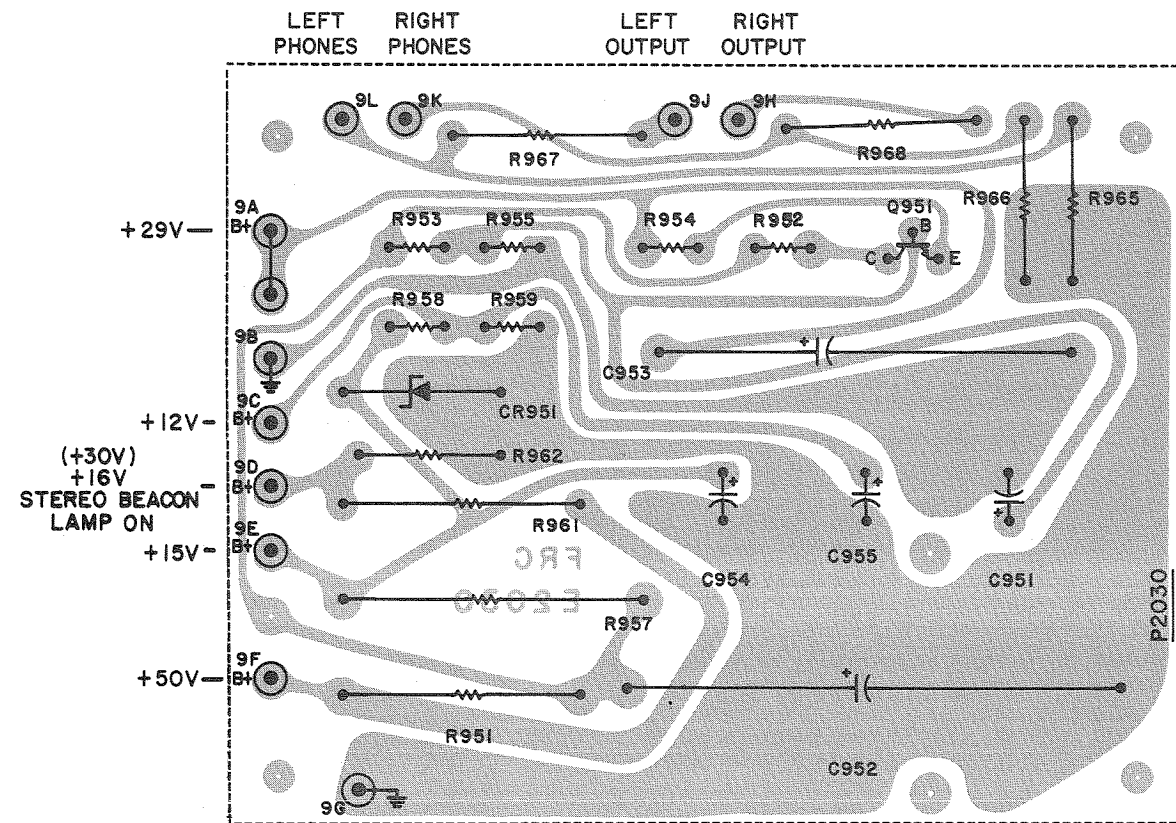 LEFT PHONES
RIGHT PHONES
LEFT OUTPUT
RIGHT OUTPUT
9L
9K
9J
9H
R967
R968
R966
R965
9A
B+
+29V
R953
R955
R954
R952
Q951
B
C
E
R958
R959
9B
C953
+
CR951
9C
B+
+12V
R962
(+30V)
+16V
STEREO BEACON
LAMP ON
9D
B+
+
+
+
R961
9E
B+
+15V
FRC
E2030
C954
C955
C951
P2030
R957
9F
B+
+50V
+
R951
C952
9G